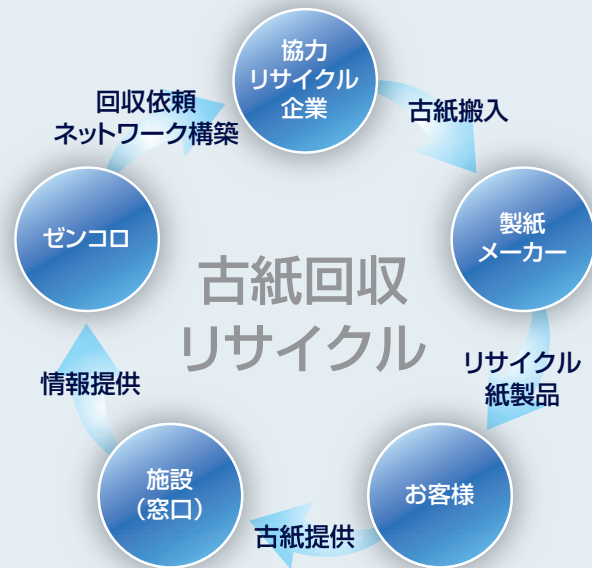 協力
リサイクル
企業
回収依頼
ネットワーク構築
古紙搬入
ゼンコロ
製紙
メーカー
古紙回収
リサイクル
情報提供
リサイクル
紙製品
施設
（窓口）
お客様
古紙提供